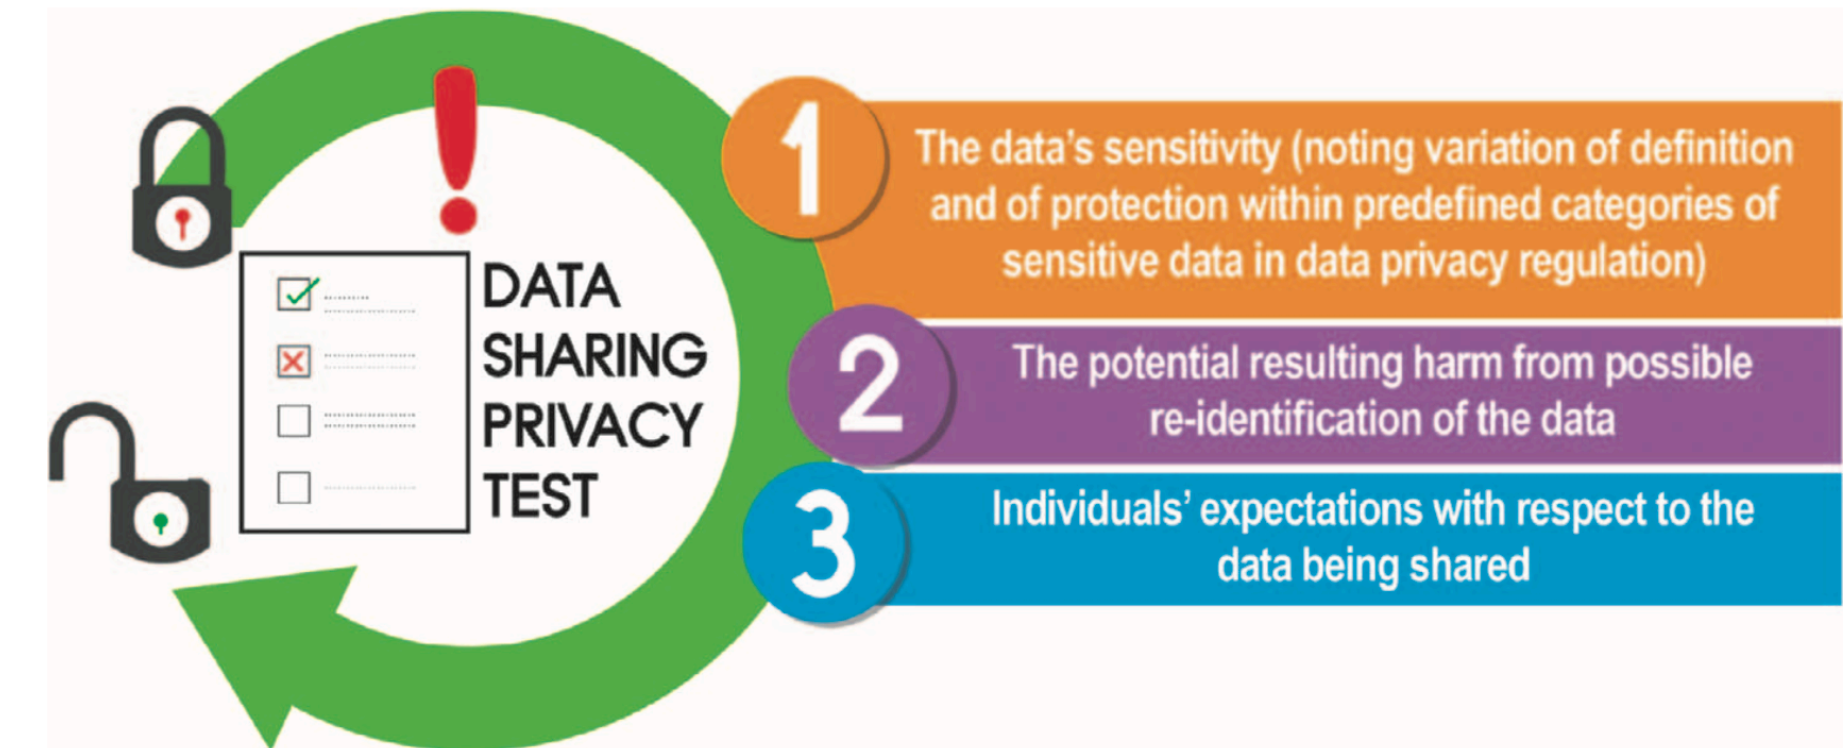 DATA
SHARING
PRIVACY
TEST
1
The data's sensitivity (noting variation of definition
and of protection within predefined categories of
sensitive data in data privacy regulation)
2
The potential resulting harm from possible
re-identification of the data
3
Individuals' expectations with respect to the
data being shared